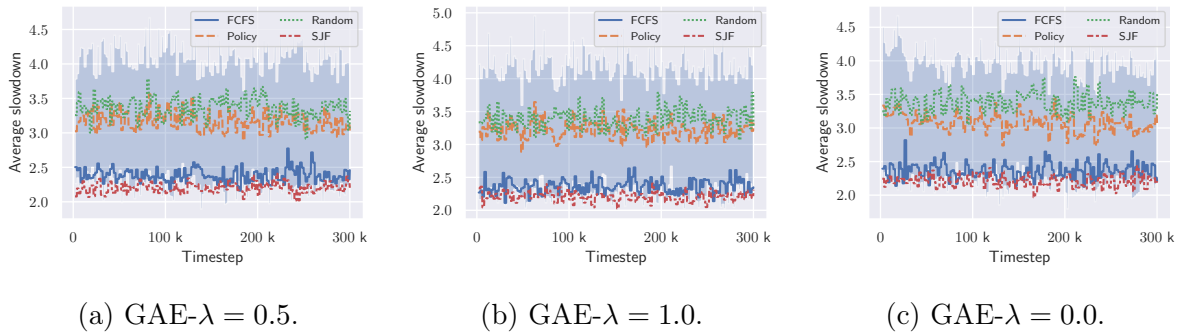 FCFS
Policy
Random
SJF
4.5
4.0
3.5
3.0
2.5
2.0
Average slowdown
0
100 k
200 k
300 k
Timestep
(a) GAE-λ = 0.5.
FCFS
Policy
Random
SJF
5.0
4.5
4.0
3.5
3.0
2.5
2.0
Average slowdown
0
100 k
200 k
300 k
Timestep
(b) GAE-λ = 1.0.
FCFS
Policy
Random
SJF
4.5
4.0
3.5
3.0
2.5
2.0
Average slowdown
0
100 k
200 k
300 k
Timestep
(c) GAE-λ = 0.0.